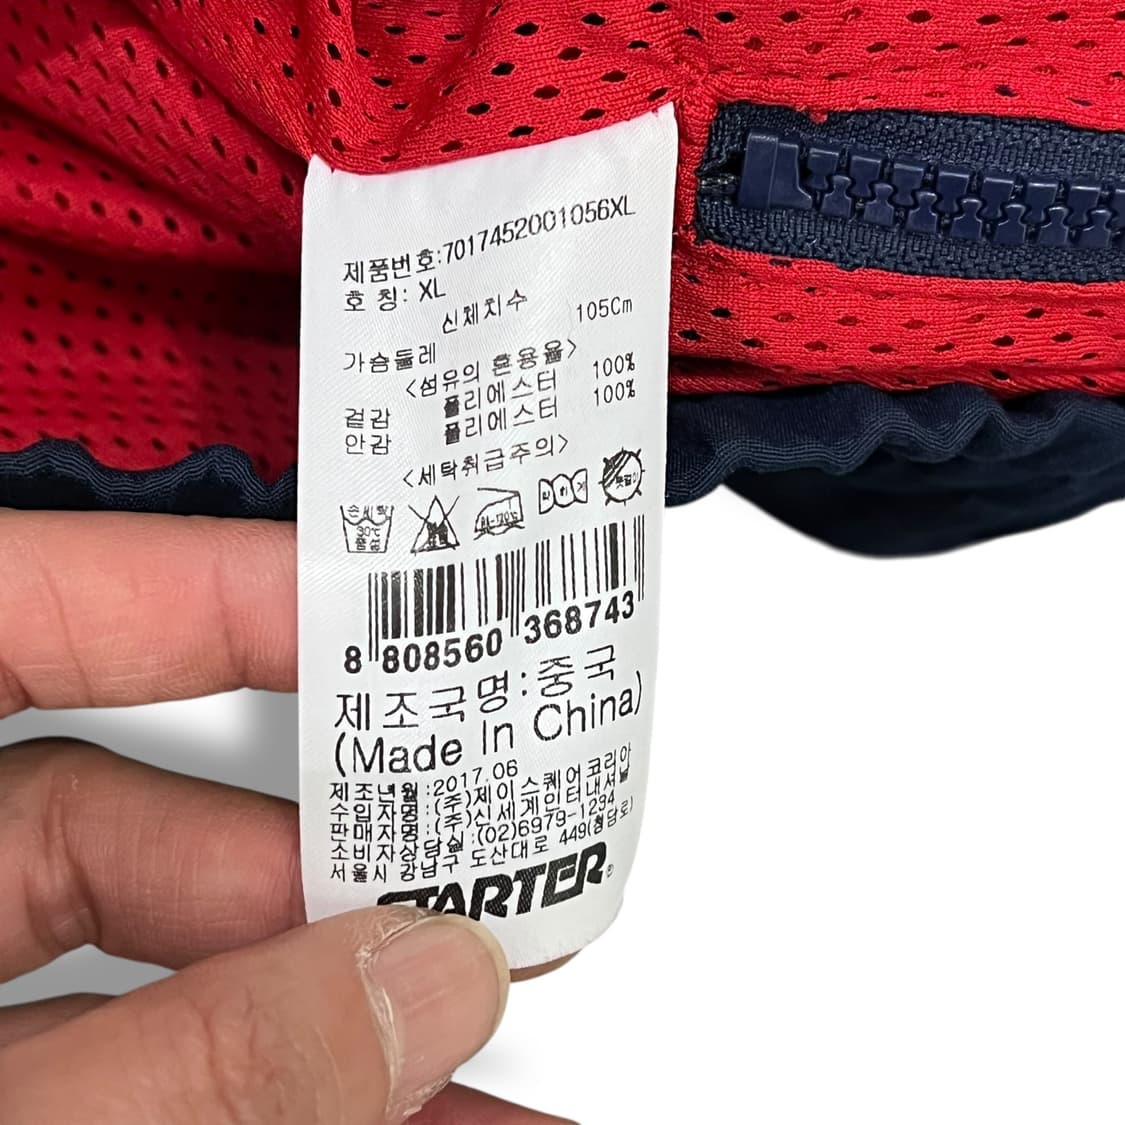 제품번호:7017452001056XL
호 칭: XL
신체치수
가슴둘레 105Cm
<섬유의 혼용율>
겉감 폴리에스터 100%
안감 폴리에스터 100%
<세탁취급주의>
손세탁
30℃
중성
8 808560 368743
제조국명:중국
(Made In China)
제조년월:2017.06
수입자명:(주)제이스퀘어코리아
판매자명:(주)신세계인터내셔날
소비자상담실:(02)6979-1234
서울시 강남구 도산대로 449(청담로)
STARTER®